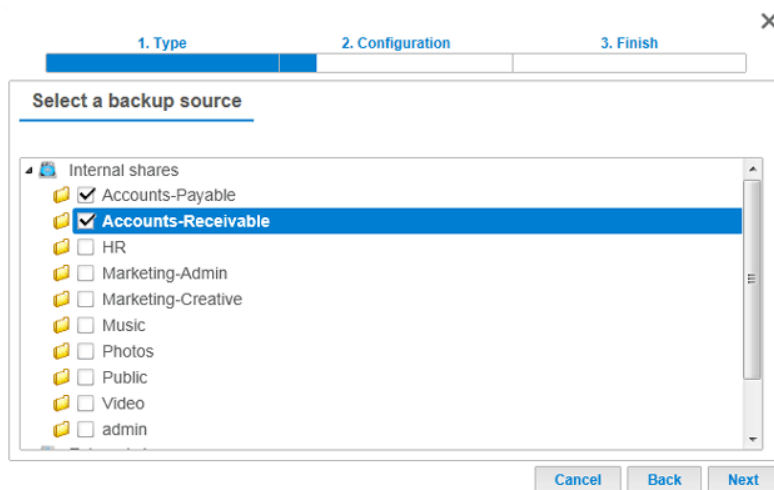 1. Type 2. Configuration 3. Finish
Select a backup source
Internal shares
Accounts-Payable
Accounts-Receivable
HR
Marketing-Admin
Marketing-Creative
Music
Photos
Public
Video
admin
Cancel Back Next